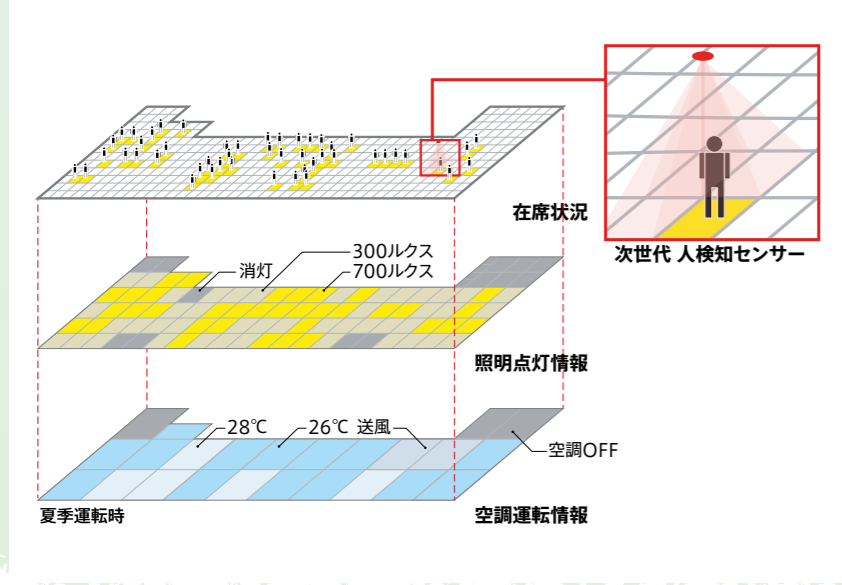 在席状況
次世代 人検知センサー
消灯
300ルクス
700ルクス
照明点灯情報
28℃
26℃
送風
空調OFF
夏季運転時
空調運転情報